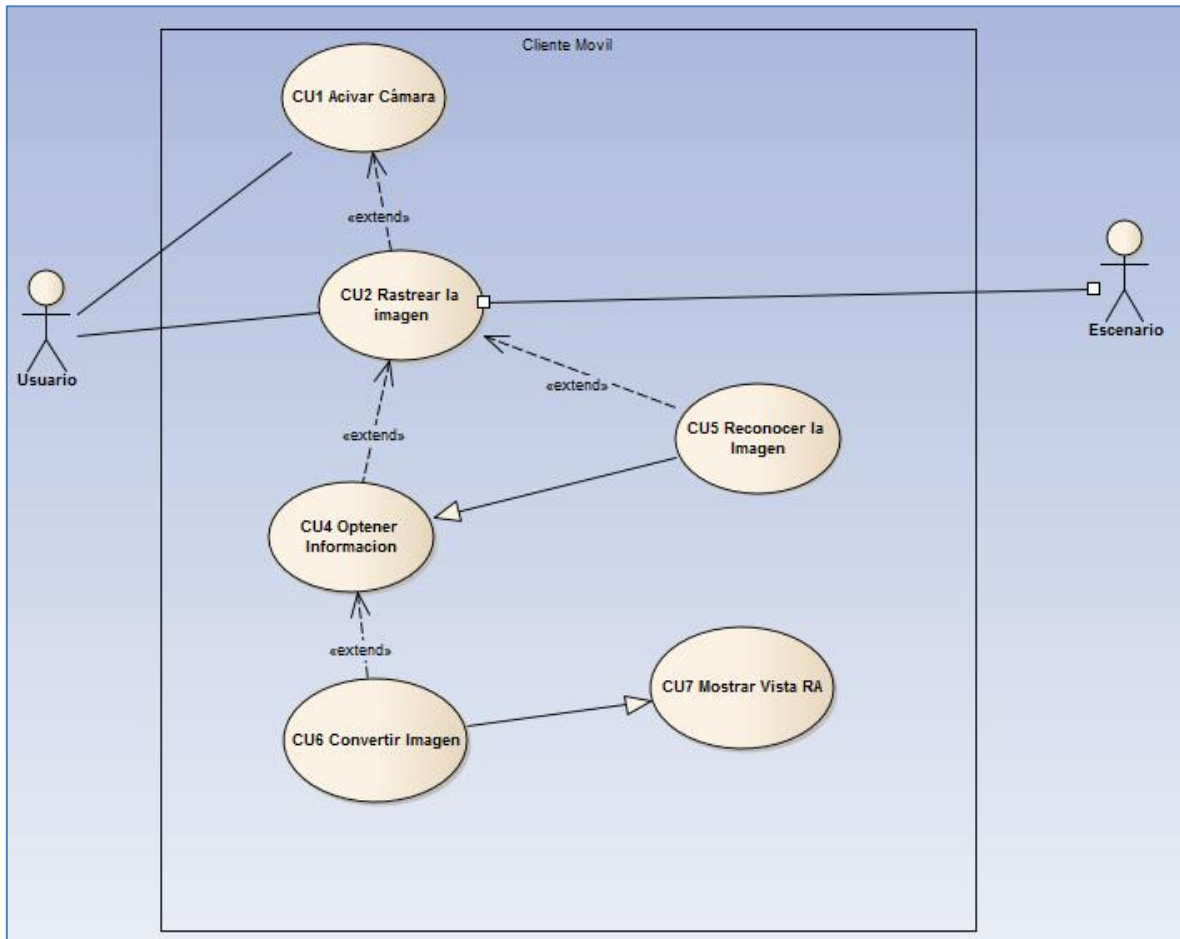 Cliente Movil
CU1 Acivar Câmara
«extend»
CU2 Rastrear la
imagen
Usuario
Escenario
«extend»
CU5 Reconocer la
Imagen
«extend»
CU4 Optener
Informacion
«extend»
CU7 Mostrar Vista RA
CU6 Convertir Imagen